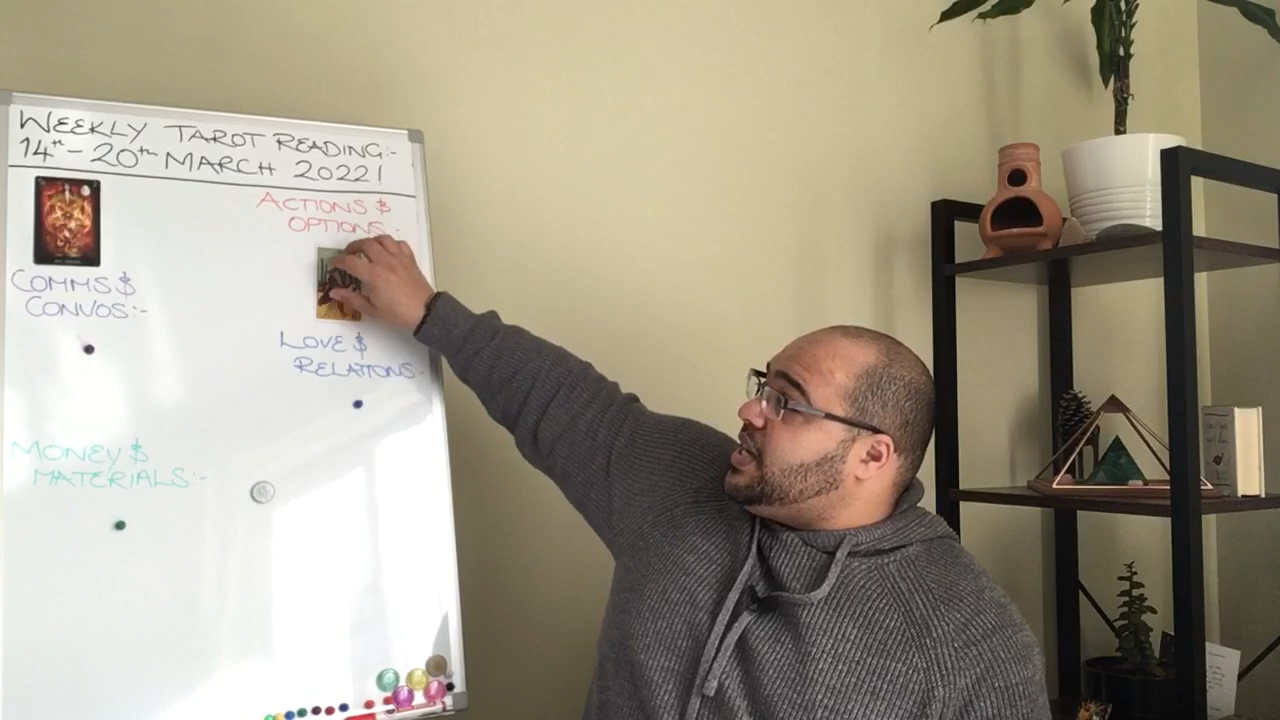 WEEKLY TAROT READING:-
14th - 20th MARCH 2022!
ACTIONS &
OPTIONS:-
COMMS &
CONVOS:-
LOVE &
RELATIONS-
MONEY &
MATERIALS:-